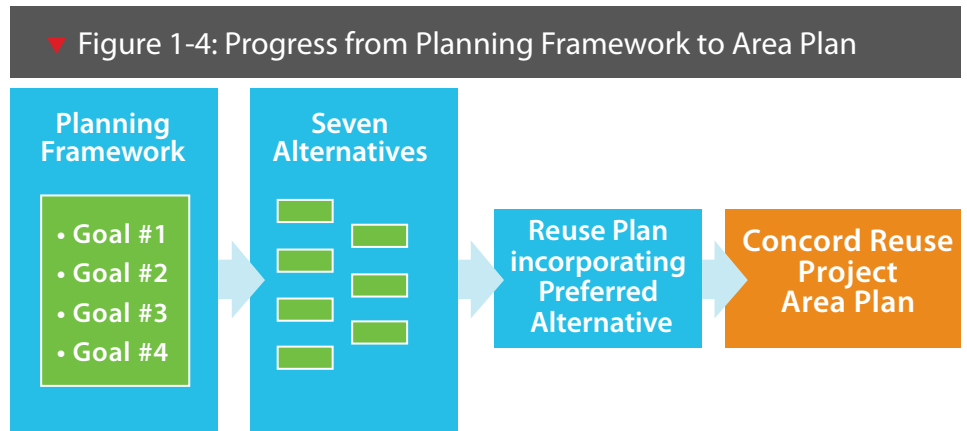 ▼ Figure 1-4: Progress from Planning Framework to Area Plan
Planning
Framework
• Goal #1
• Goal #2
• Goal #3
• Goal #4
Seven
Alternatives
Reuse Plan
incorporating
Preferred
Alternative
Concord Reuse
Project
Area Plan